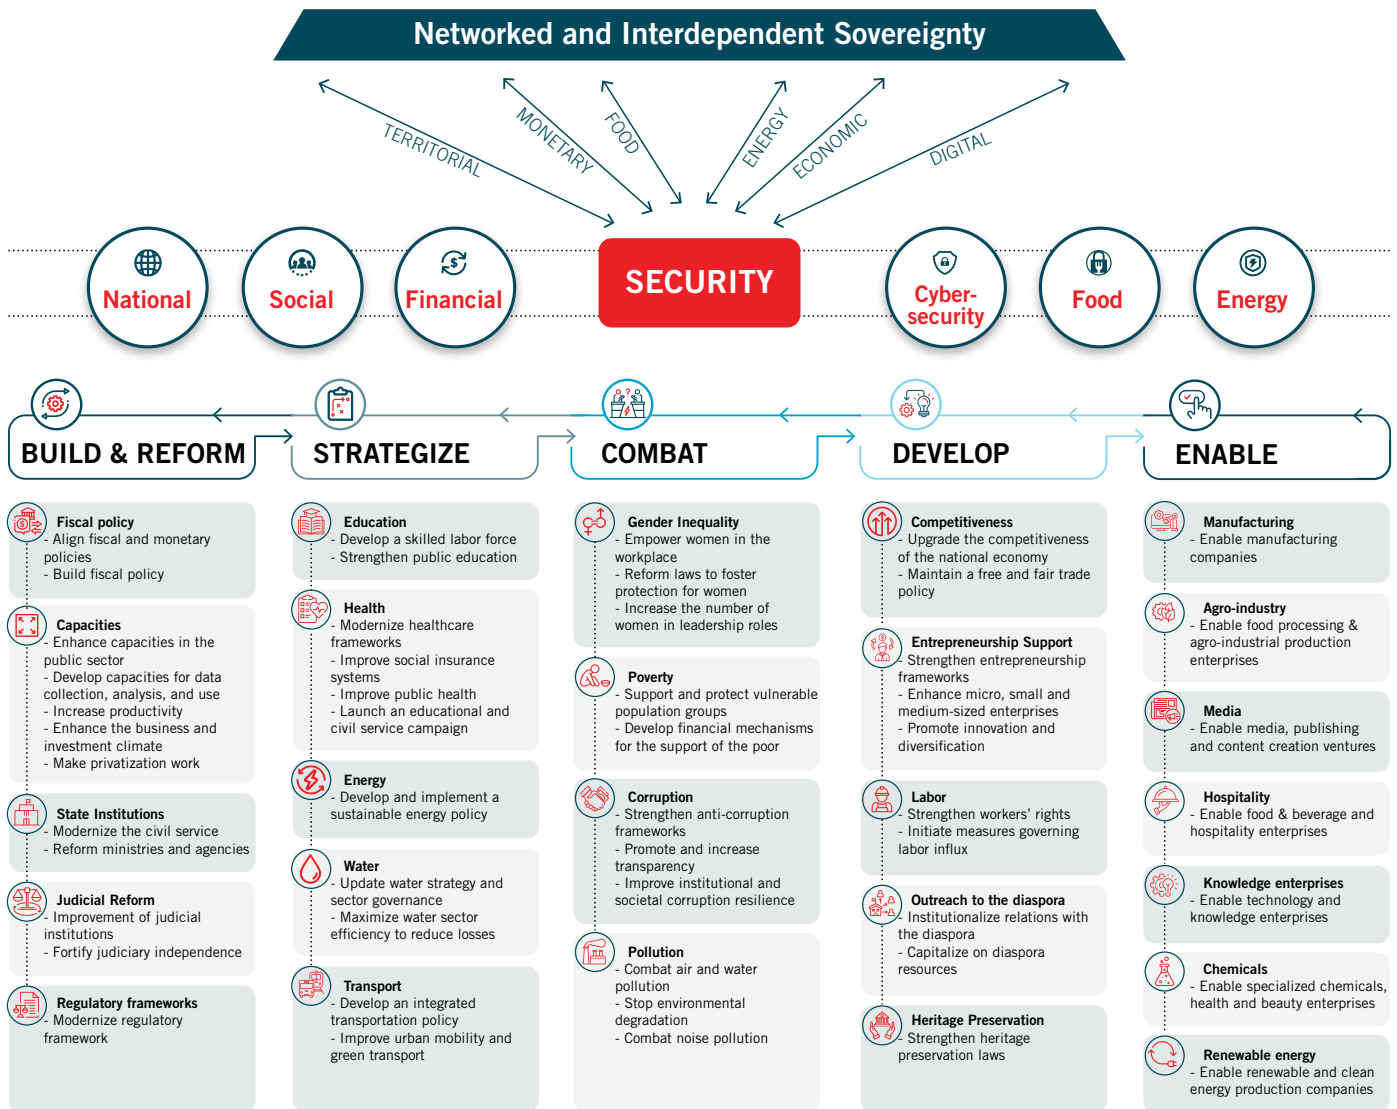 Networked and Interdependent Sovereignty
TERRITORIAL
MONETARY
FOOD
ENERGY
ECONOMIC
DIGITAL
National
Social
Financial
SECURITY
Cyber-
security
Food
Energy
BUILD & REFORM
STRATEGIZE
COMBAT
DEVELOP
ENABLE
Fiscal policy
- Align fiscal and monetary
policies
- Build fiscal policy
Capacities
- Enhance capacities in the
public sector
- Develop capacities for data
collection, analysis, and use
- Increase productivity
- Enhance the business and
investment climate
- Make privatization work
State Institutions
- Modernize the civil service
- Reform ministries and agencies
Judicial Reform
- Improvement of judicial
institutions
- Fortify judiciary independence
Regulatory frameworks
- Modernize regulatory
framework
Education
- Develop a skilled labor force
- Strengthen public education
Health
- Modernize healthcare
frameworks
- Improve social insurance
systems
- Improve public health
- Launch an educational and
civil service campaign
Energy
- Develop and implement a
sustainable energy policy
Water
- Update water strategy and
sector governance
- Maximize water sector
efficiency to reduce losses
Transport
- Develop an integrated
transportation policy
- Improve urban mobility and
green transport
Gender Inequality
- Empower women in the
workplace
- Reform laws to foster
protection for women
- Increase the number of
women in leadership roles
Poverty
- Support and protect vulnerable
population groups
- Develop financial mechanisms
for the support of the poor
Corruption
- Strengthen anti-corruption
frameworks
- Promote and increase
transparency
- Improve institutional and
societal corruption resilience
Pollution
- Combat air and water
pollution
- Stop environmental
degradation
- Combat noise pollution
Competitiveness
- Upgrade the competitiveness
of the national economy
- Maintain a free and fair trade
policy
Entrepreneurship Support
- Strengthen entrepreneurship
frameworks
- Enhance micro, small and
medium-sized enterprises
- Promote innovation and
diversification
Labor
- Strengthen workers' rights
- Initiate measures governing
labor influx
Outreach to the diaspora
- Institutionalize relations with
the diaspora
- Capitalize on diaspora
resources
Heritage Preservation
- Strengthen heritage
preservation laws
Manufacturing
- Enable manufacturing
companies
Agro-industry
- Enable food processing &
agro-industrial production
enterprises
Media
- Enable media, publishing
and content creation ventures
Hospitality
- Enable food & beverage and
hospitality enterprises
Knowledge enterprises
- Enable technology and
knowledge enterprises
Chemicals
- Enable specialized chemicals,
health and beauty enterprises
Renewable energy
- Enable renewable and clean
energy production companies